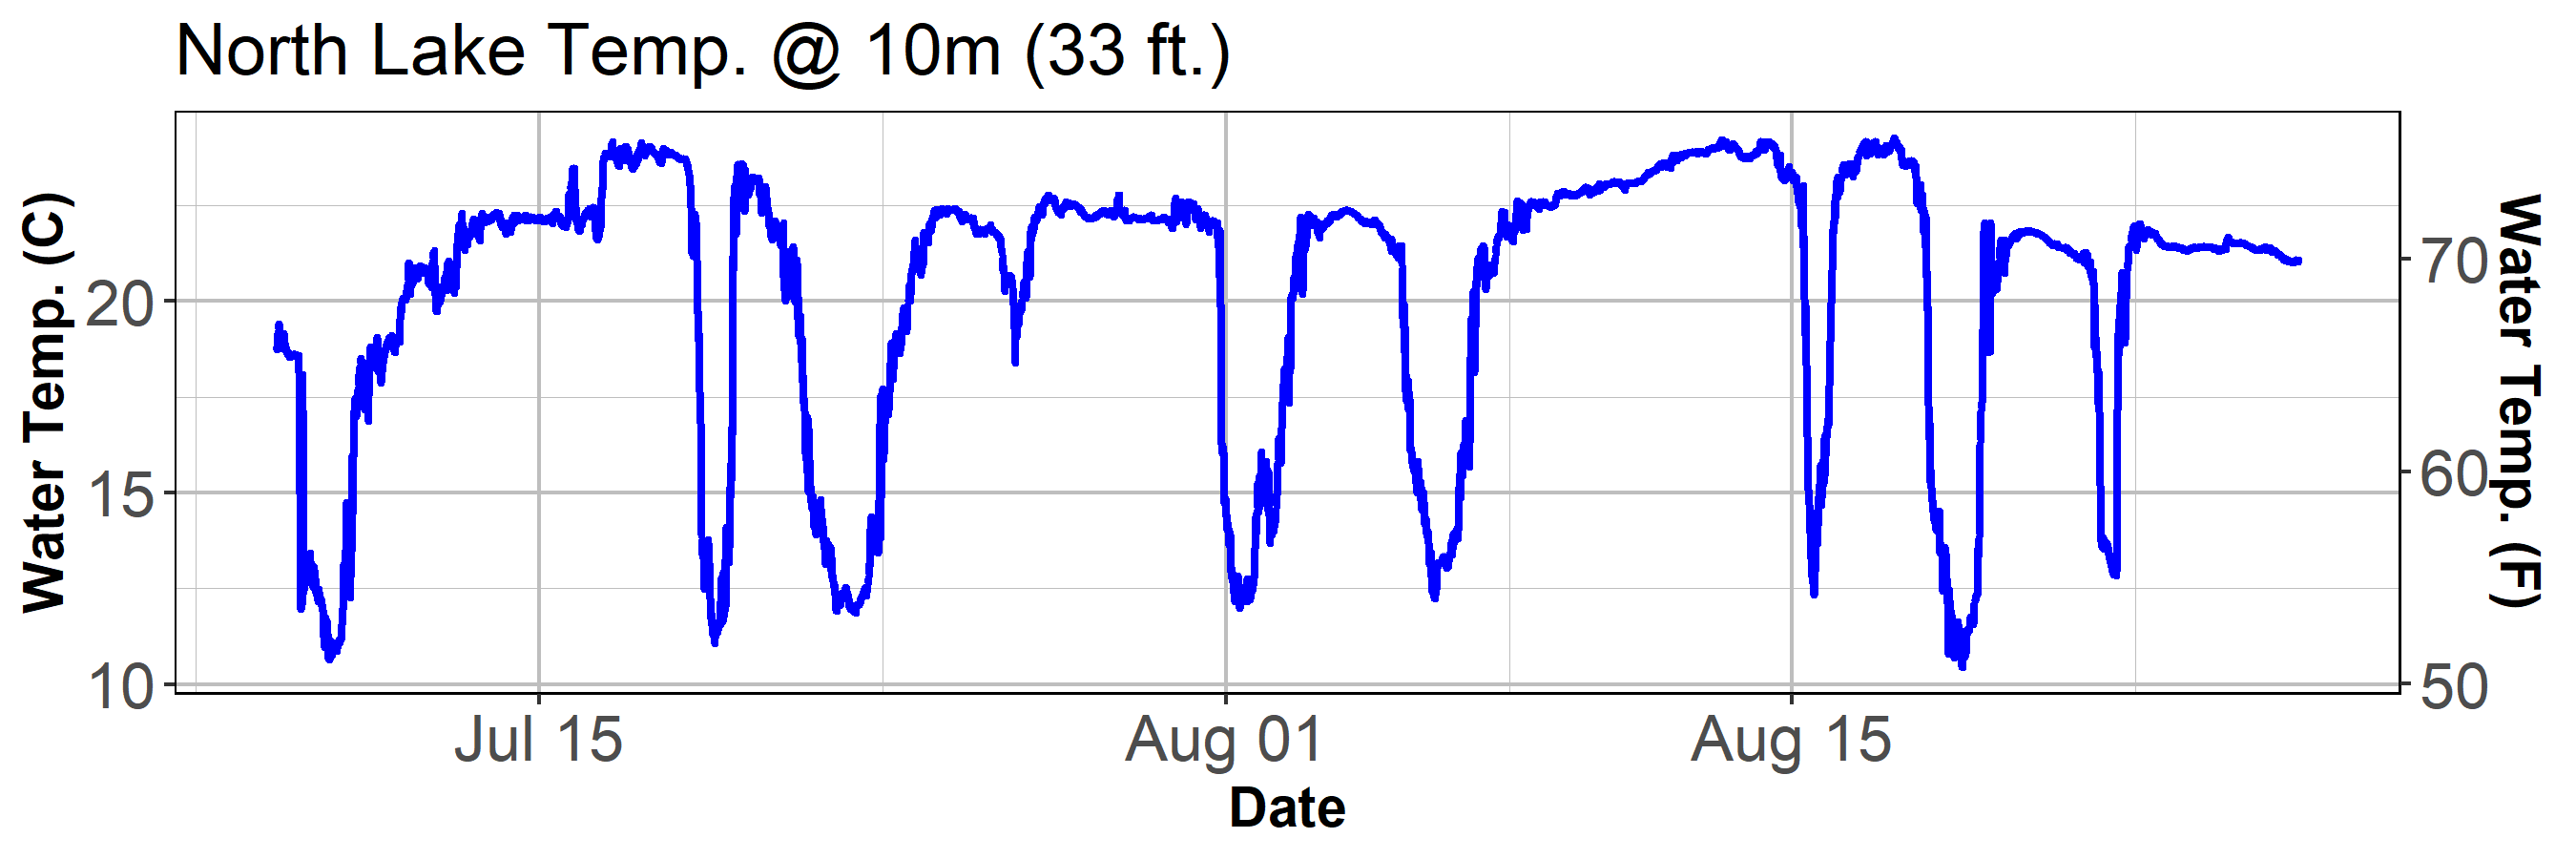 North Lake Temp. @ 10m (33 ft.)
Water Temp. (C)
20
15
10
70
60
50
Water Temp. (F)
Jul 15
Aug 01
Aug 15
Date